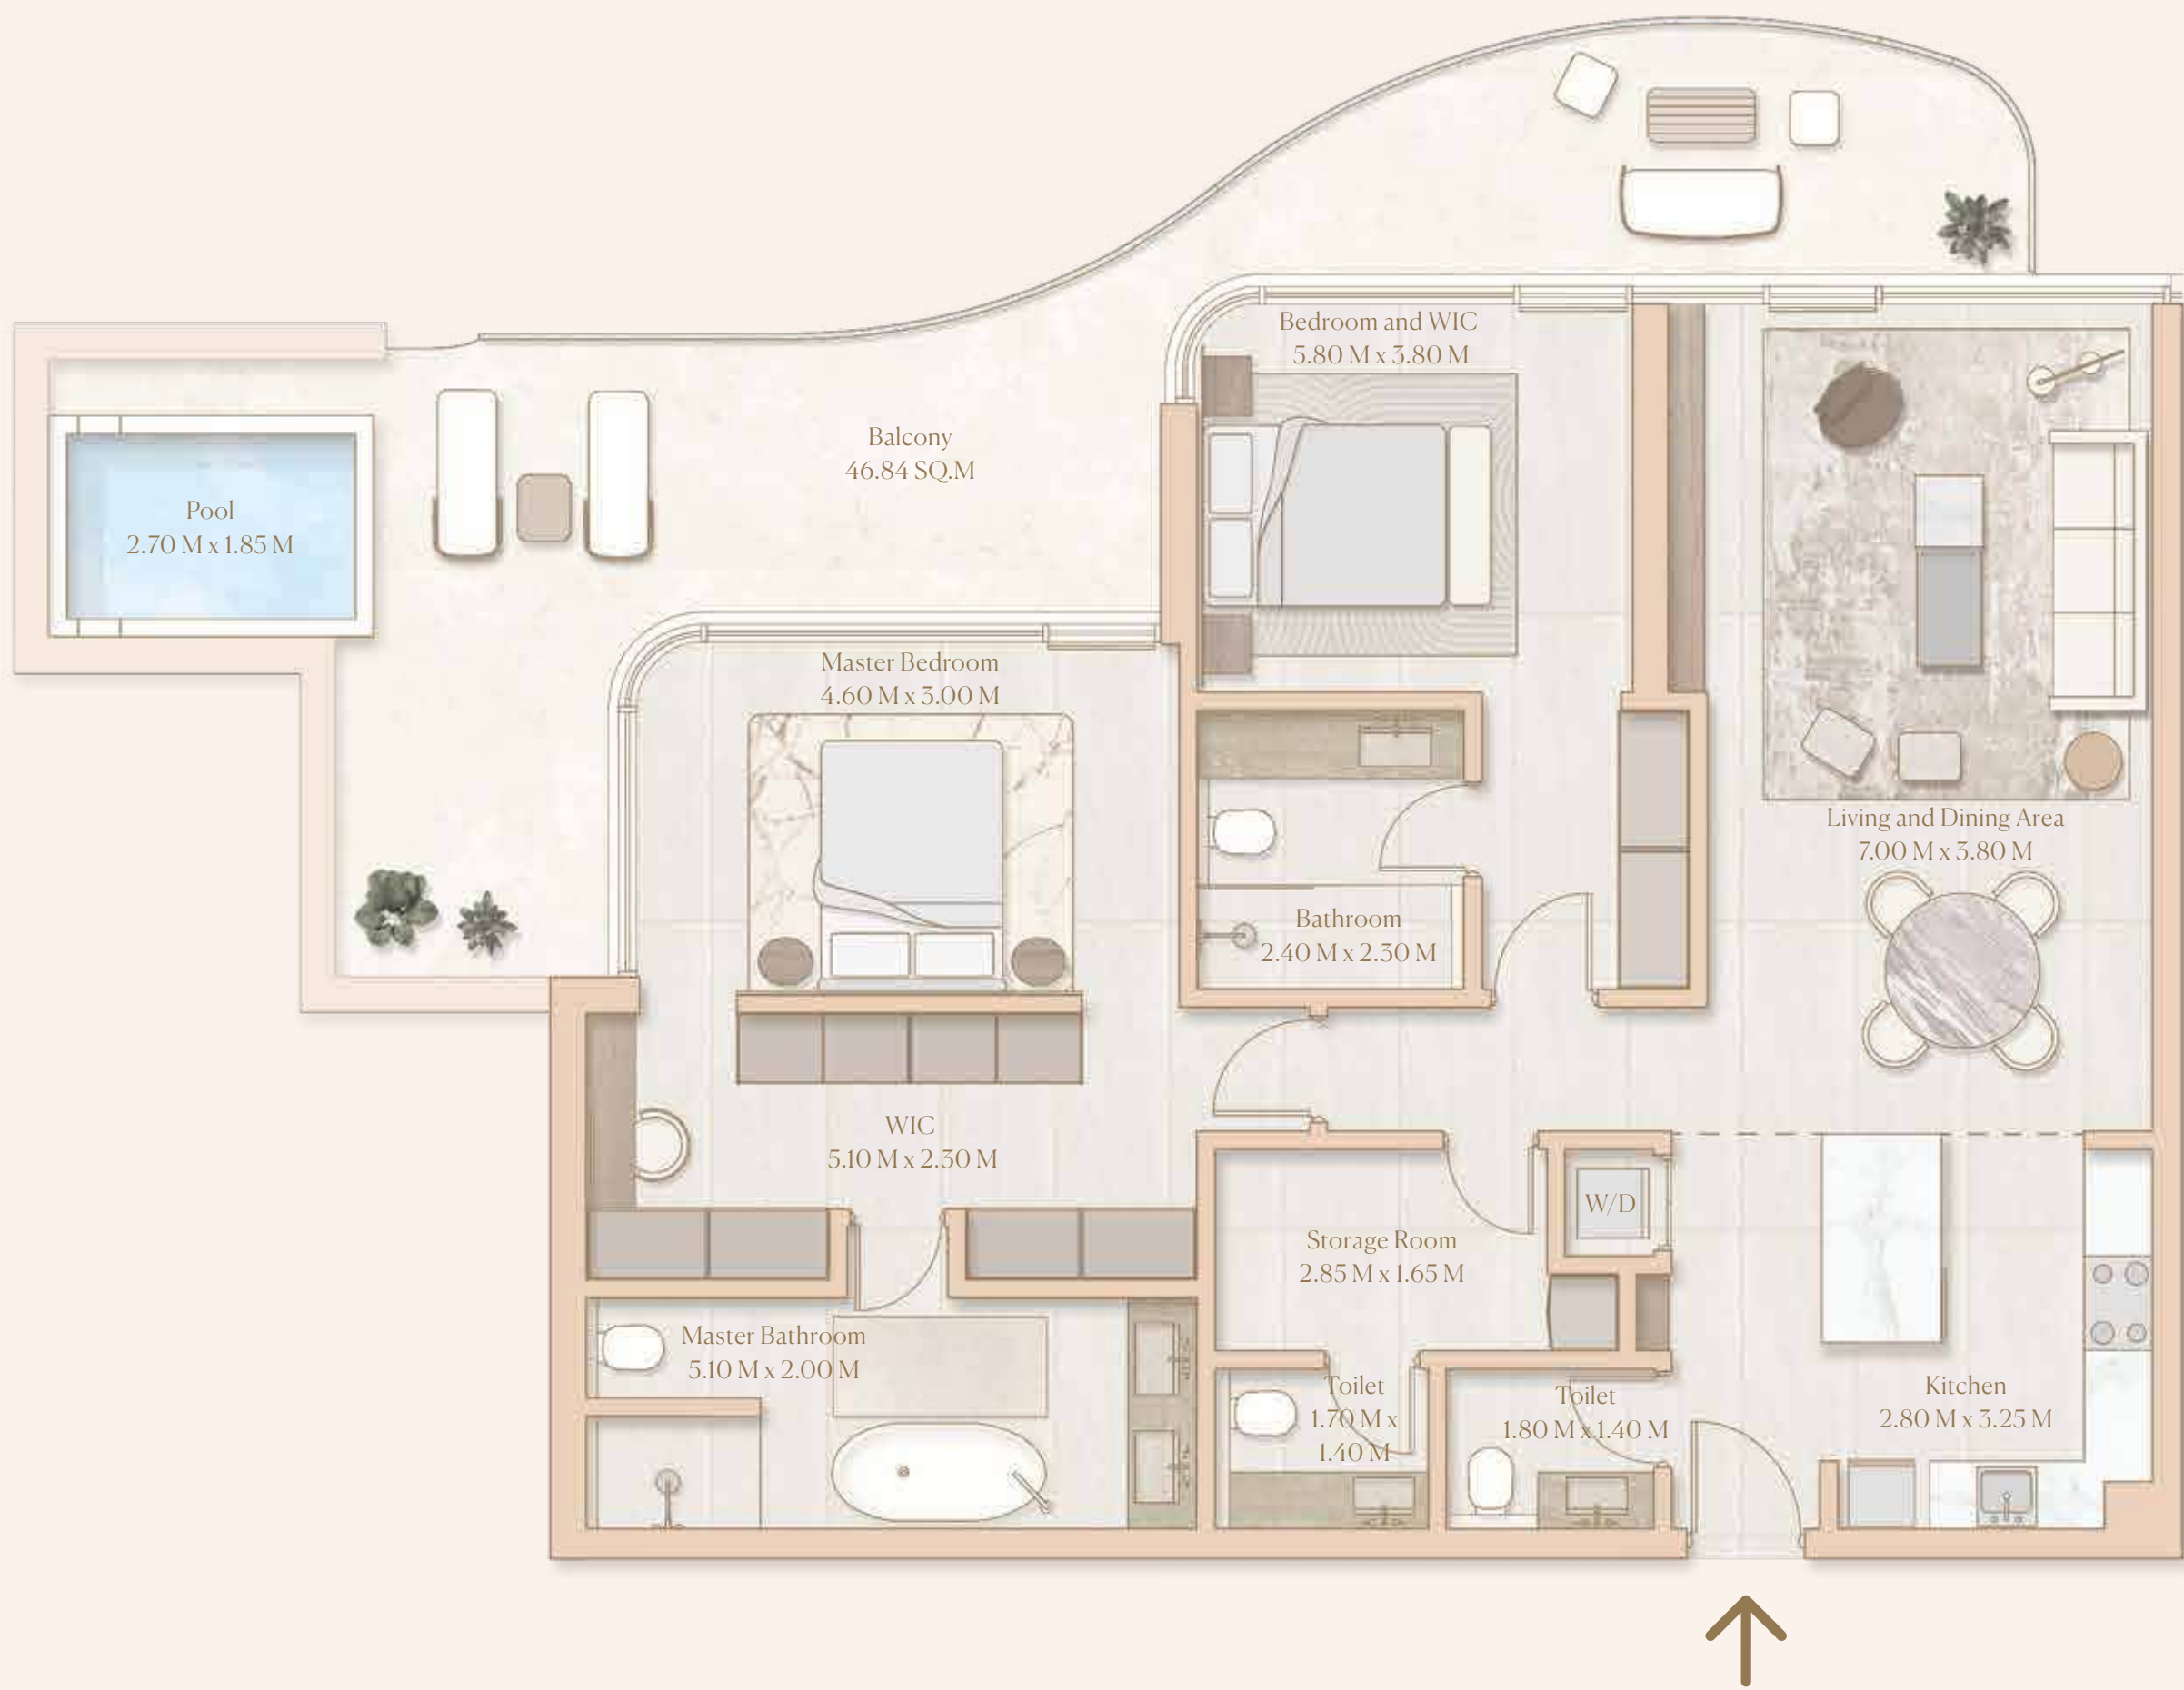 Bedroom and WIC
5.80 M x 3.80 M
Balcony
46.84 SQ.M
Pool
2.70 M x 1.85 M
Master Bedroom
4.60 M x 3.00 M
Living and Dining Area
7.00 M x 3.80 M
Bathroom
2.40 M x 2.30 M
WIC
5.10 M x 2.30 M
W/D
Storage Room
2.85 M x 1.65 M
Master Bathroom
5.10 M x 2.00 M
Toilet
1.70 M x
1.40 M
Toilet
1.80 M x 1.40 M
Kitchen
2.80 M x 3.25 M